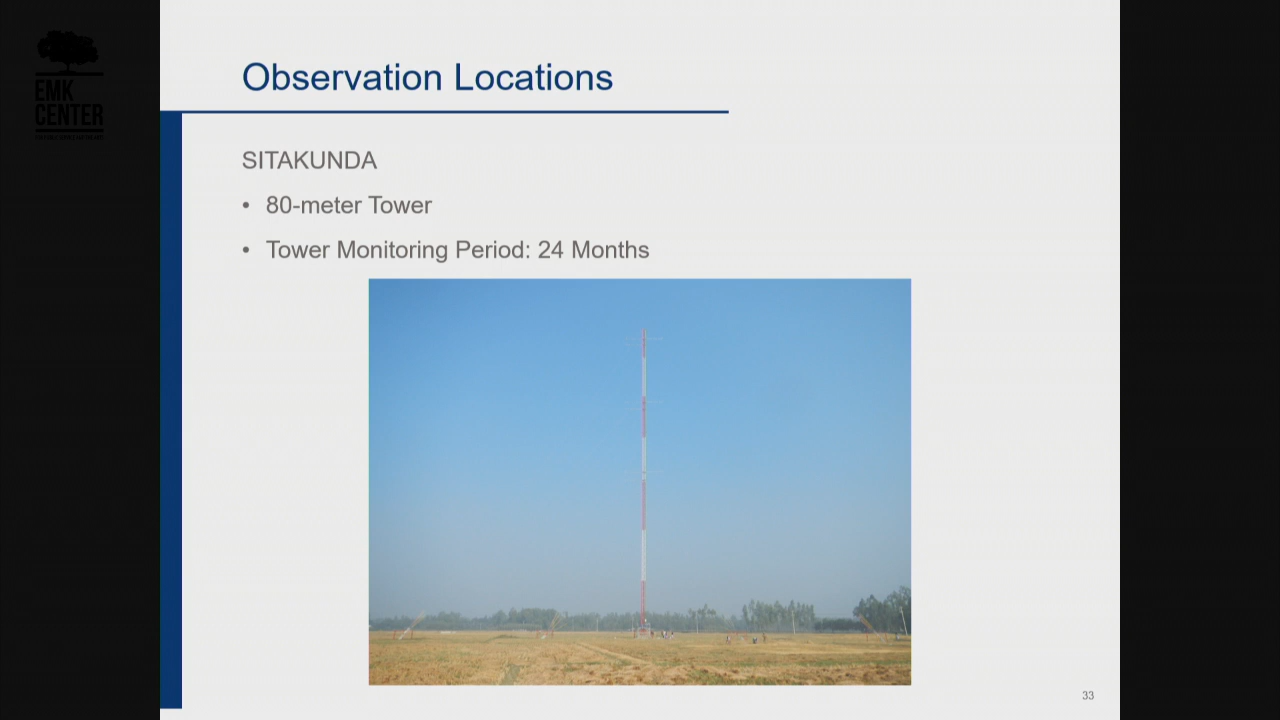 EMK
CENTER
Observation Locations
SITAKUNDA
• 80-meter Tower
• Tower Monitoring Period: 24 Months
33